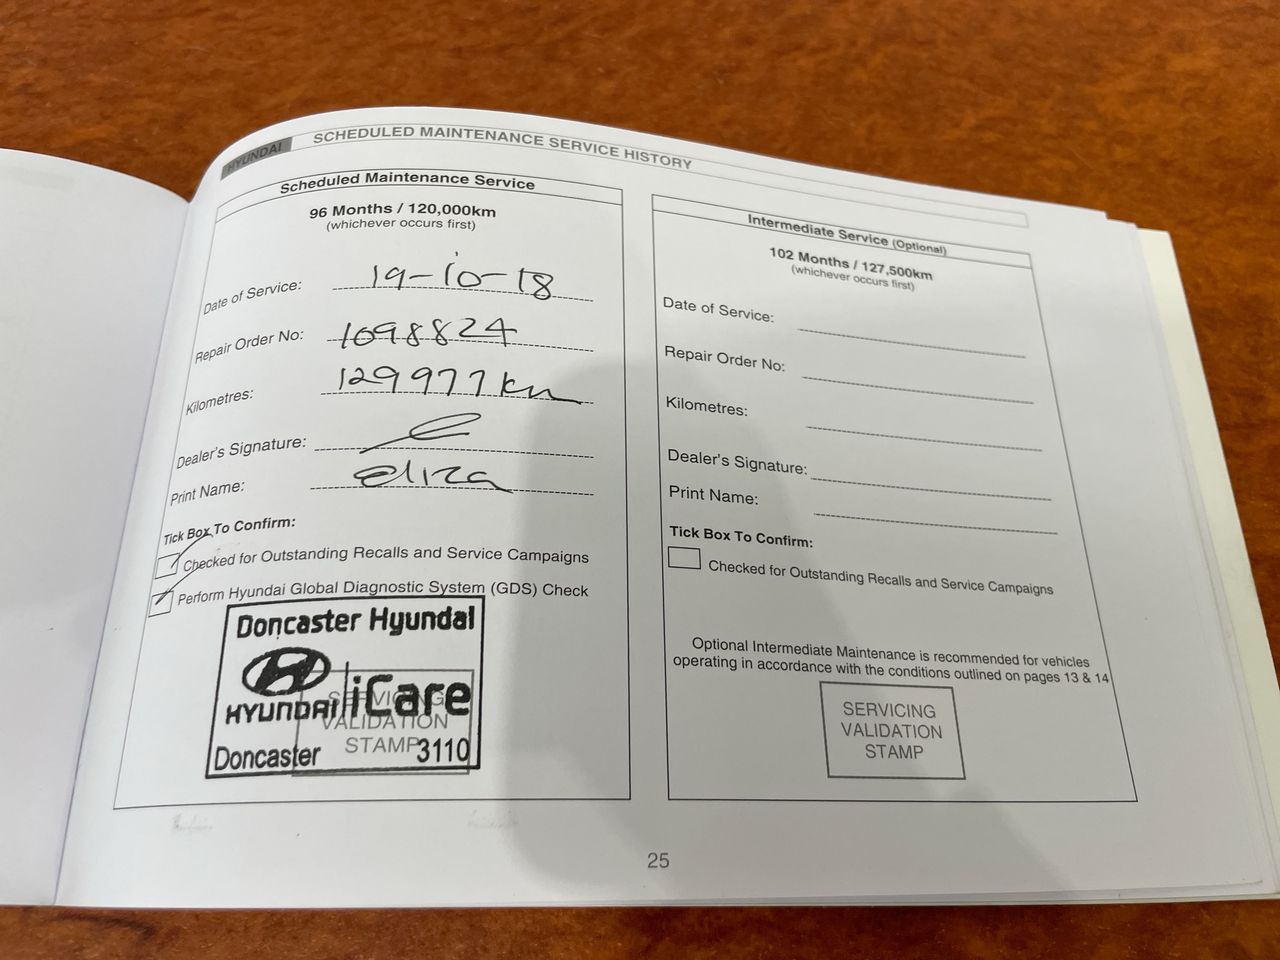 HYUNDAI
SCHEDULED MAINTENANCE SERVICE HISTORY
Scheduled Maintenance Service
96 Months / 120,000km
(whichever occurs first)
Date of Service: 19-10-18
Repair Order No: 1098824
Kilometres: 129977km
Dealer's Signature:
Print Name: Eliza
Tick Box To Confirm:
Checked for Outstanding Recalls and Service Campaigns
Perform Hyundai Global Diagnostic System (GDS) Check
Doncaster Hyundai
HYUNDAI iCare
Doncaster 3110
SERVICING
VALIDATION
STAMP
Intermediate Service (Optional)
102 Months / 127,500km
(whichever occurs first)
Date of Service:
Repair Order No:
Kilometres:
Dealer's Signature:
Print Name:
Tick Box To Confirm:
Checked for Outstanding Recalls and Service Campaigns
Optional Intermediate Maintenance is recommended for vehicles
operating in accordance with the conditions outlined on pages 13 & 14
SERVICING
VALIDATION
STAMP
25